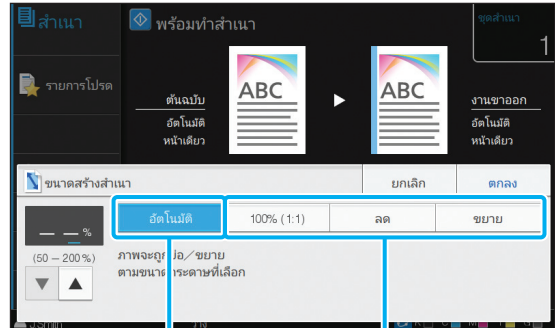 สำเนา
พร้อมทำสำเนา
ชุดสำเนา
1
รายการโปรด
ต้นฉบับ
อัตโนมัติ
หน้าเดียว
ABC
ABC
งานขาออก
อัตโนมัติ
หน้าเดียว
ขนาดสร้างสำเนา
ยกเลิก
ตกลง
_ _ %
(50 – 200%)
อัตโนมัติ
100% (1:1)
ลด
ขยาย
ภาพจะถูกย่อ/ขยาย
ตามขนาดกระดาษที่เลือก
J.Smith
ว่าง
K C M Y